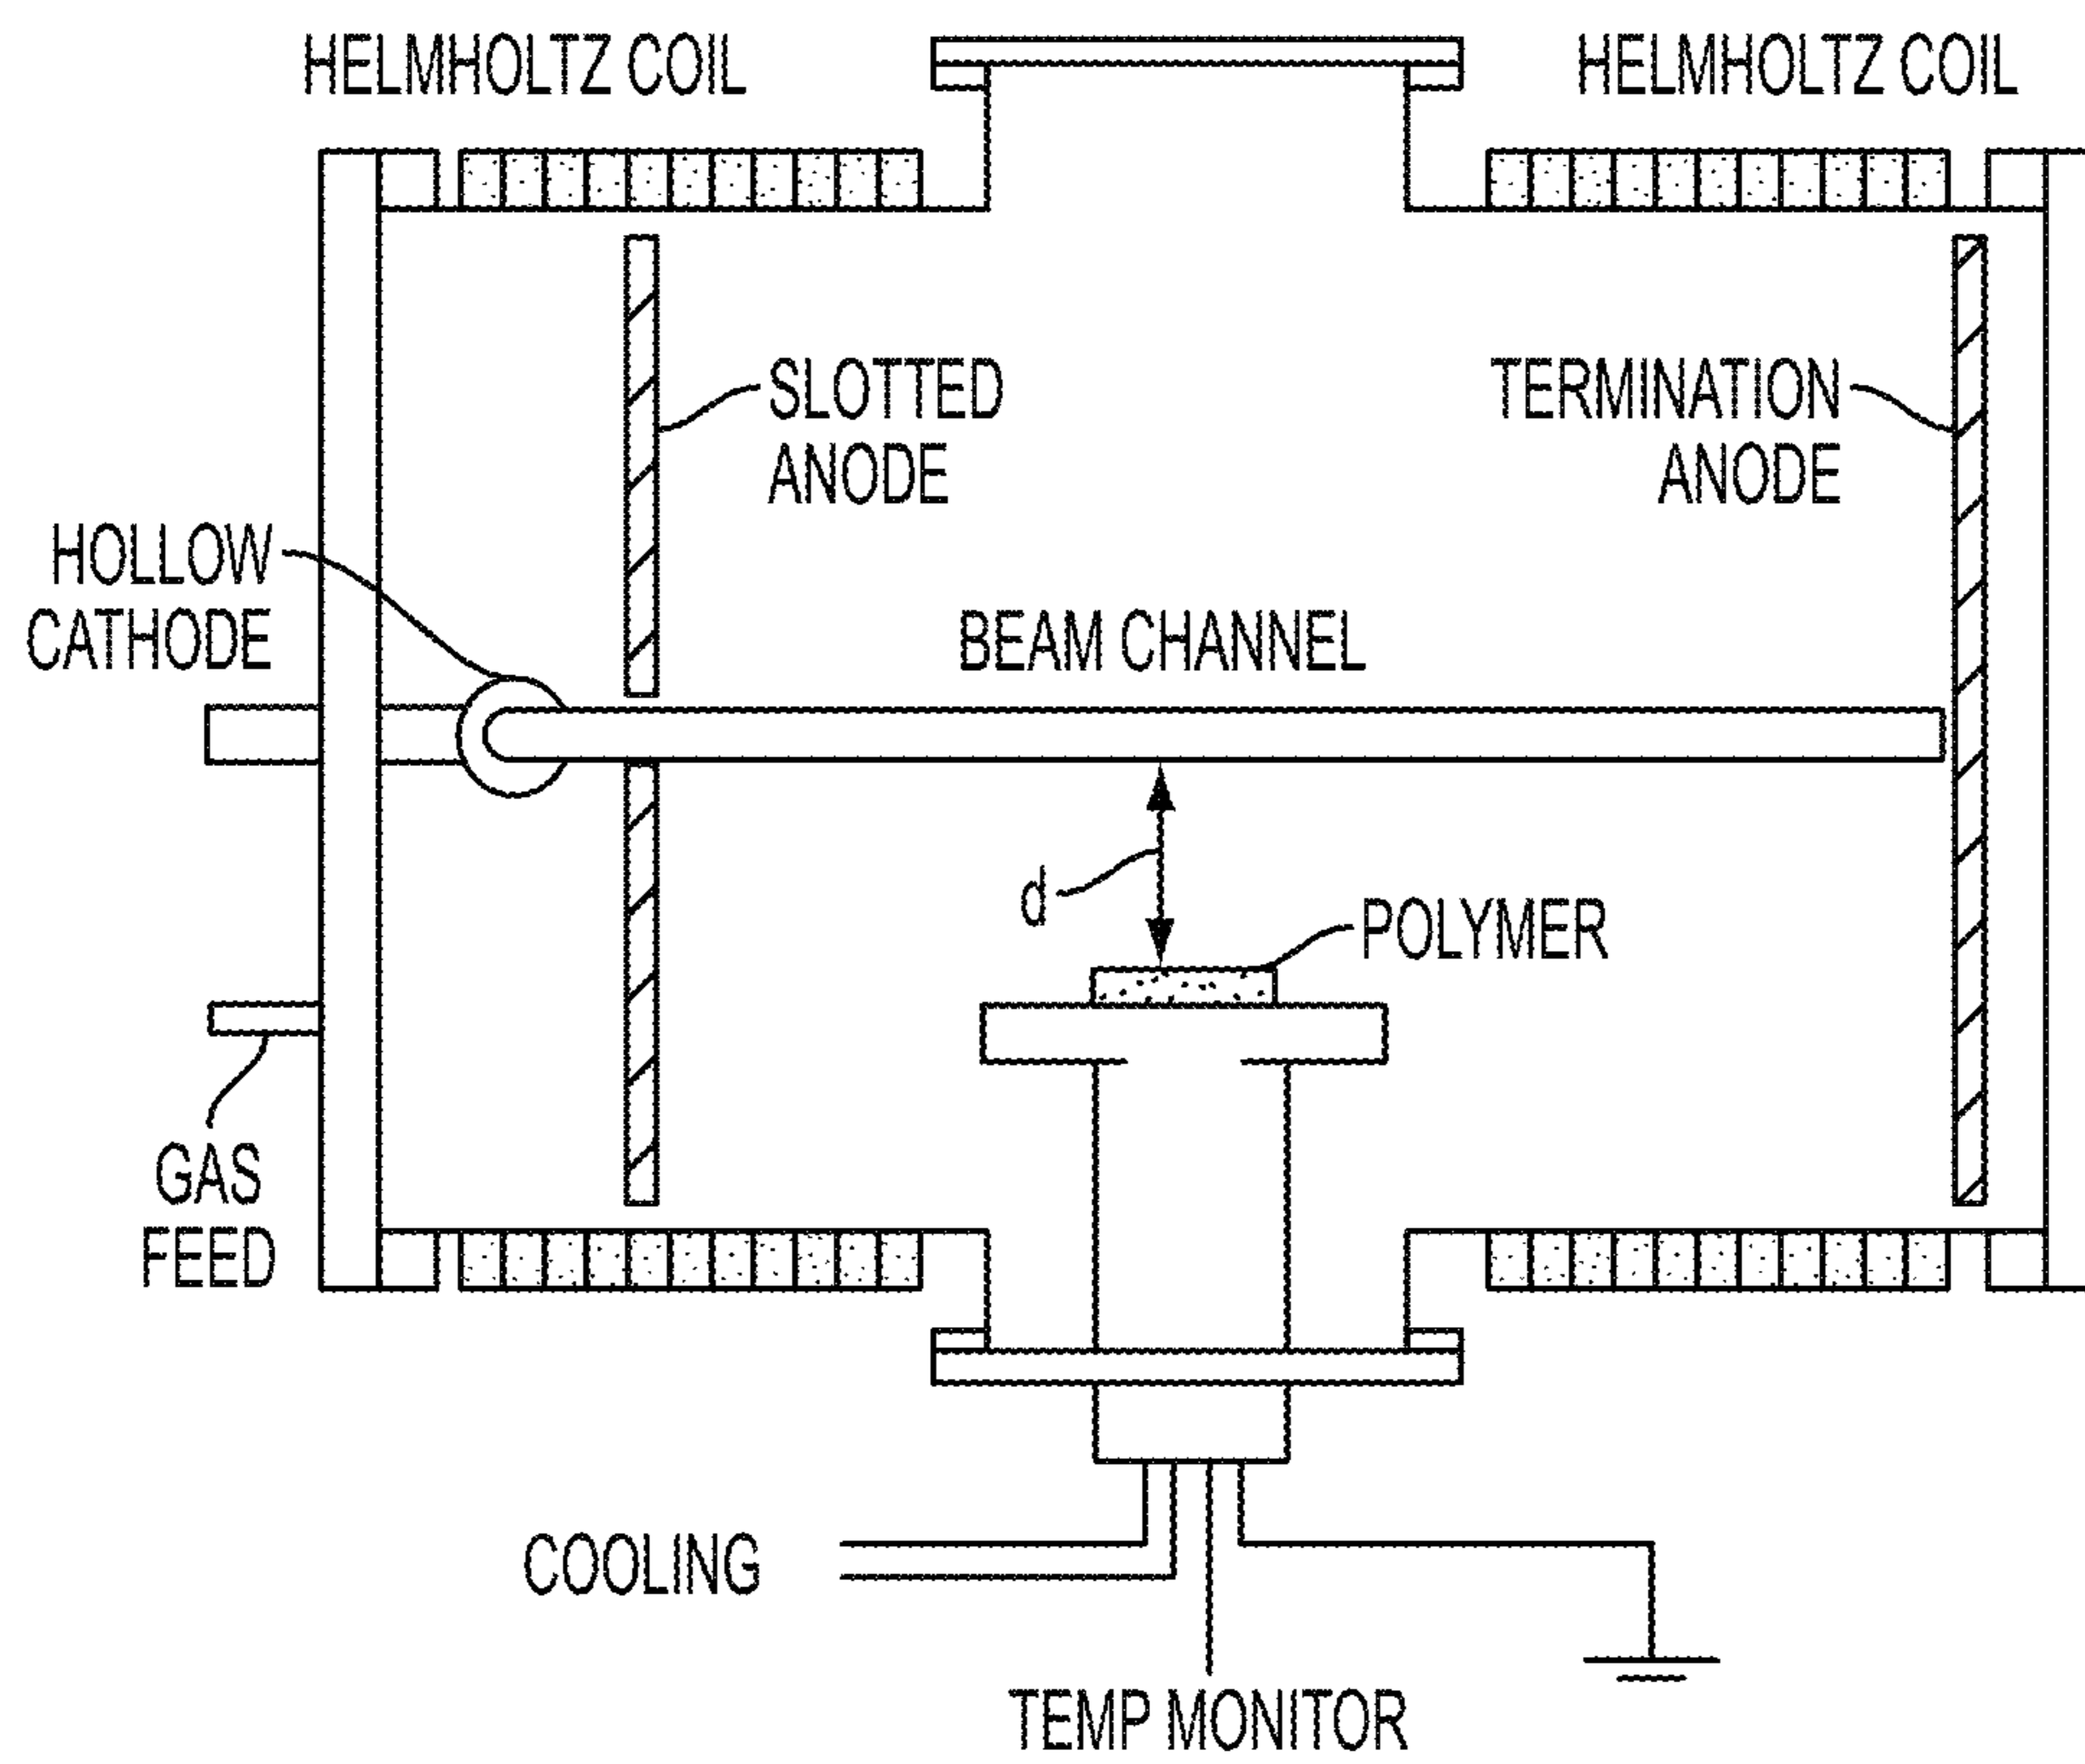 HELMHOLTZ COIL
HELMHOLTZ COIL
SLOTTED
ANODE
TERMINATION
ANODE
HOLLOW
CATHODE
BEAM CHANNEL
d
POLYMER
GAS
FEED
COOLING
TEMP MONITOR